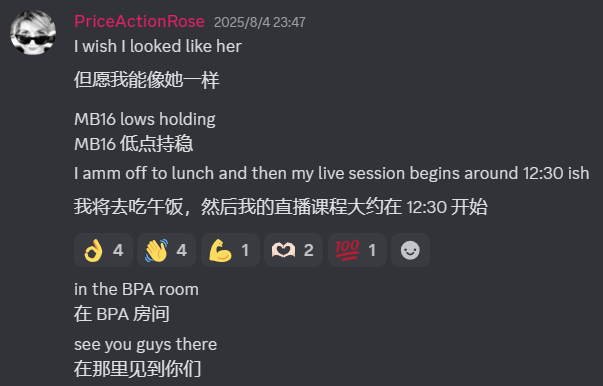 PriceActionRose 2025/8/4 23:47
I wish I looked like her
但愿我能像她一样
MB16 lows holding
MB16 低点持稳
I amm off to lunch and then my live session begins around 12:30 ish
我将去吃午饭，然后我的直播课程大约在 12:30 开始
👌 4 👋 4 💪 1 🫶🏻 2 💯 1
in the BPA room
在 BPA 房间
see you guys there
在那里见到你们